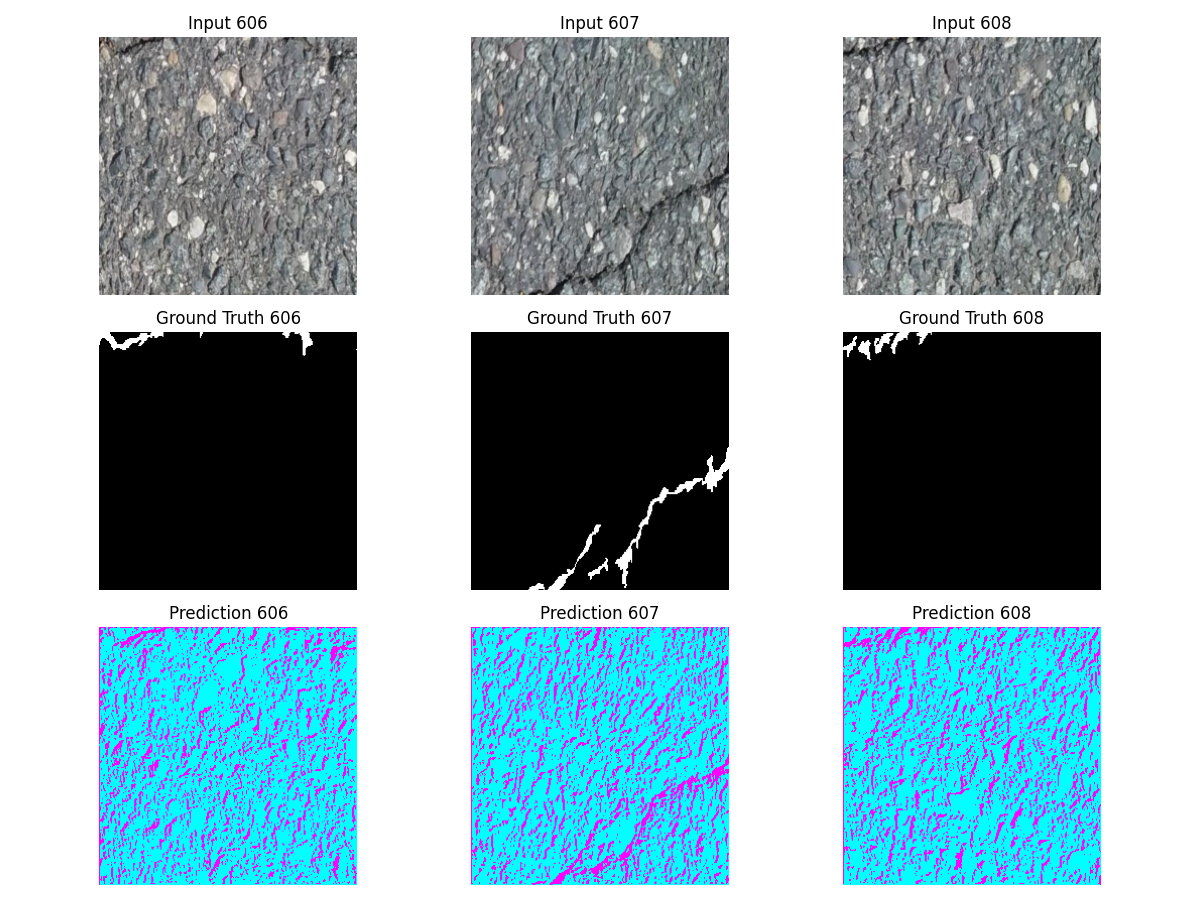 Input 606
Input 607
Input 608
Ground Truth 606
Ground Truth 607
Ground Truth 608
Prediction 606
Prediction 607
Prediction 608